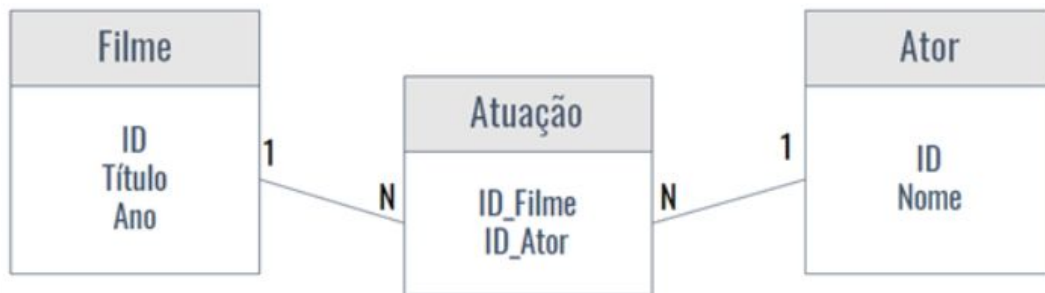 Filme
ID
Título
Ano
1
N
Atuação
ID_Filme
ID_Ator
N
1
Ator
ID
Nome